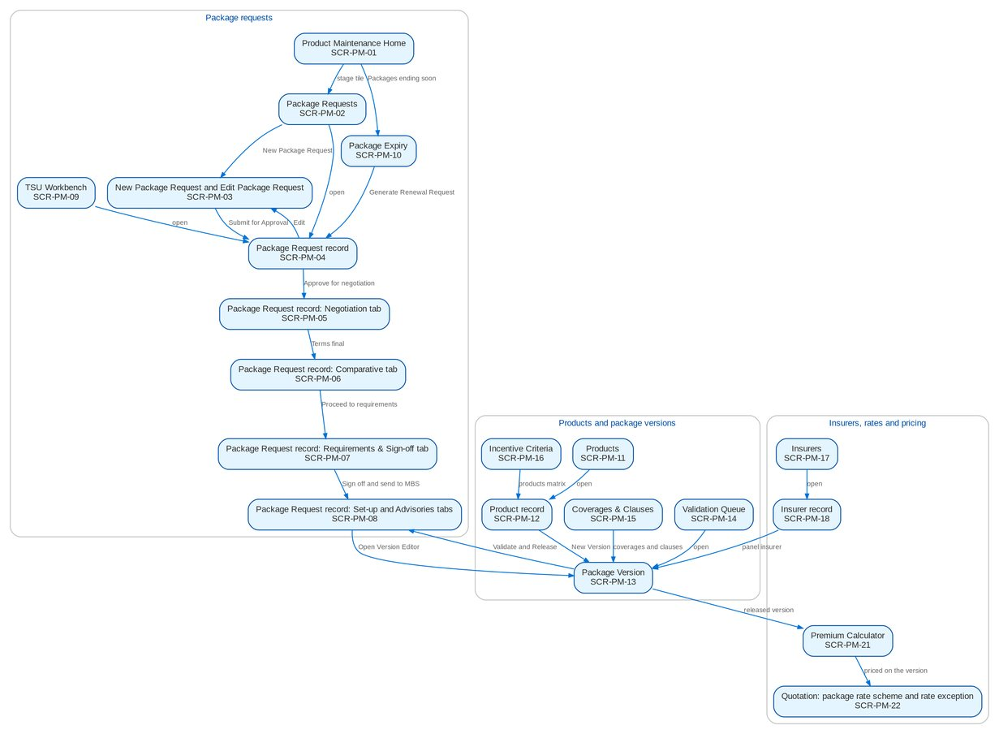 Package requests
Product Maintenance Home
SCR-PM-01
stage tile
Packages ending soon
Package Requests
SCR-PM-02
Package Expiry
SCR-PM-10
New Package Request
TSU Workbench
SCR-PM-09
New Package Request and Edit Package Request
SCR-PM-03
open
Generate Renewal Request
open
Submit for Approval
Edit
Package Request record
SCR-PM-04
Approve for negotiation
Package Request record: Negotiation tab
SCR-PM-05
Terms final
Package Request record: Comparative tab
SCR-PM-06
Proceed to requirements
Package Request record: Requirements & Sign-off tab
SCR-PM-07
Sign off and send to MBS
Package Request record: Set-up and Advisories tabs
SCR-PM-08
Open Version Editor
Validate and Release
Products and package versions
Incentive Criteria
SCR-PM-16
Products
SCR-PM-11
products matrix
open
Product record
SCR-PM-12
Coverages & Clauses
SCR-PM-15
Validation Queue
SCR-PM-14
New Version
coverages and clauses
open
Package Version
SCR-PM-13
Insurers, rates and pricing
Insurers
SCR-PM-17
open
Insurer record
SCR-PM-18
panel insurer
released version
Premium Calculator
SCR-PM-21
priced on the version
Quotation: package rate scheme and rate exception
SCR-PM-22